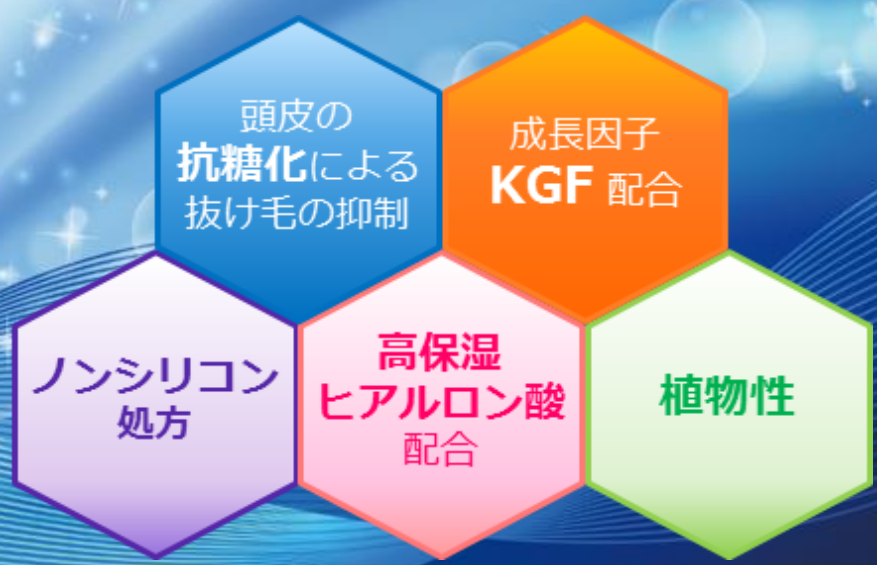 頭皮の
抗糖化による
抜け毛の抑制
成長因子
KGF 配合
ノンシリコン
処方
高保湿
ヒアルロン酸
配合
植物性